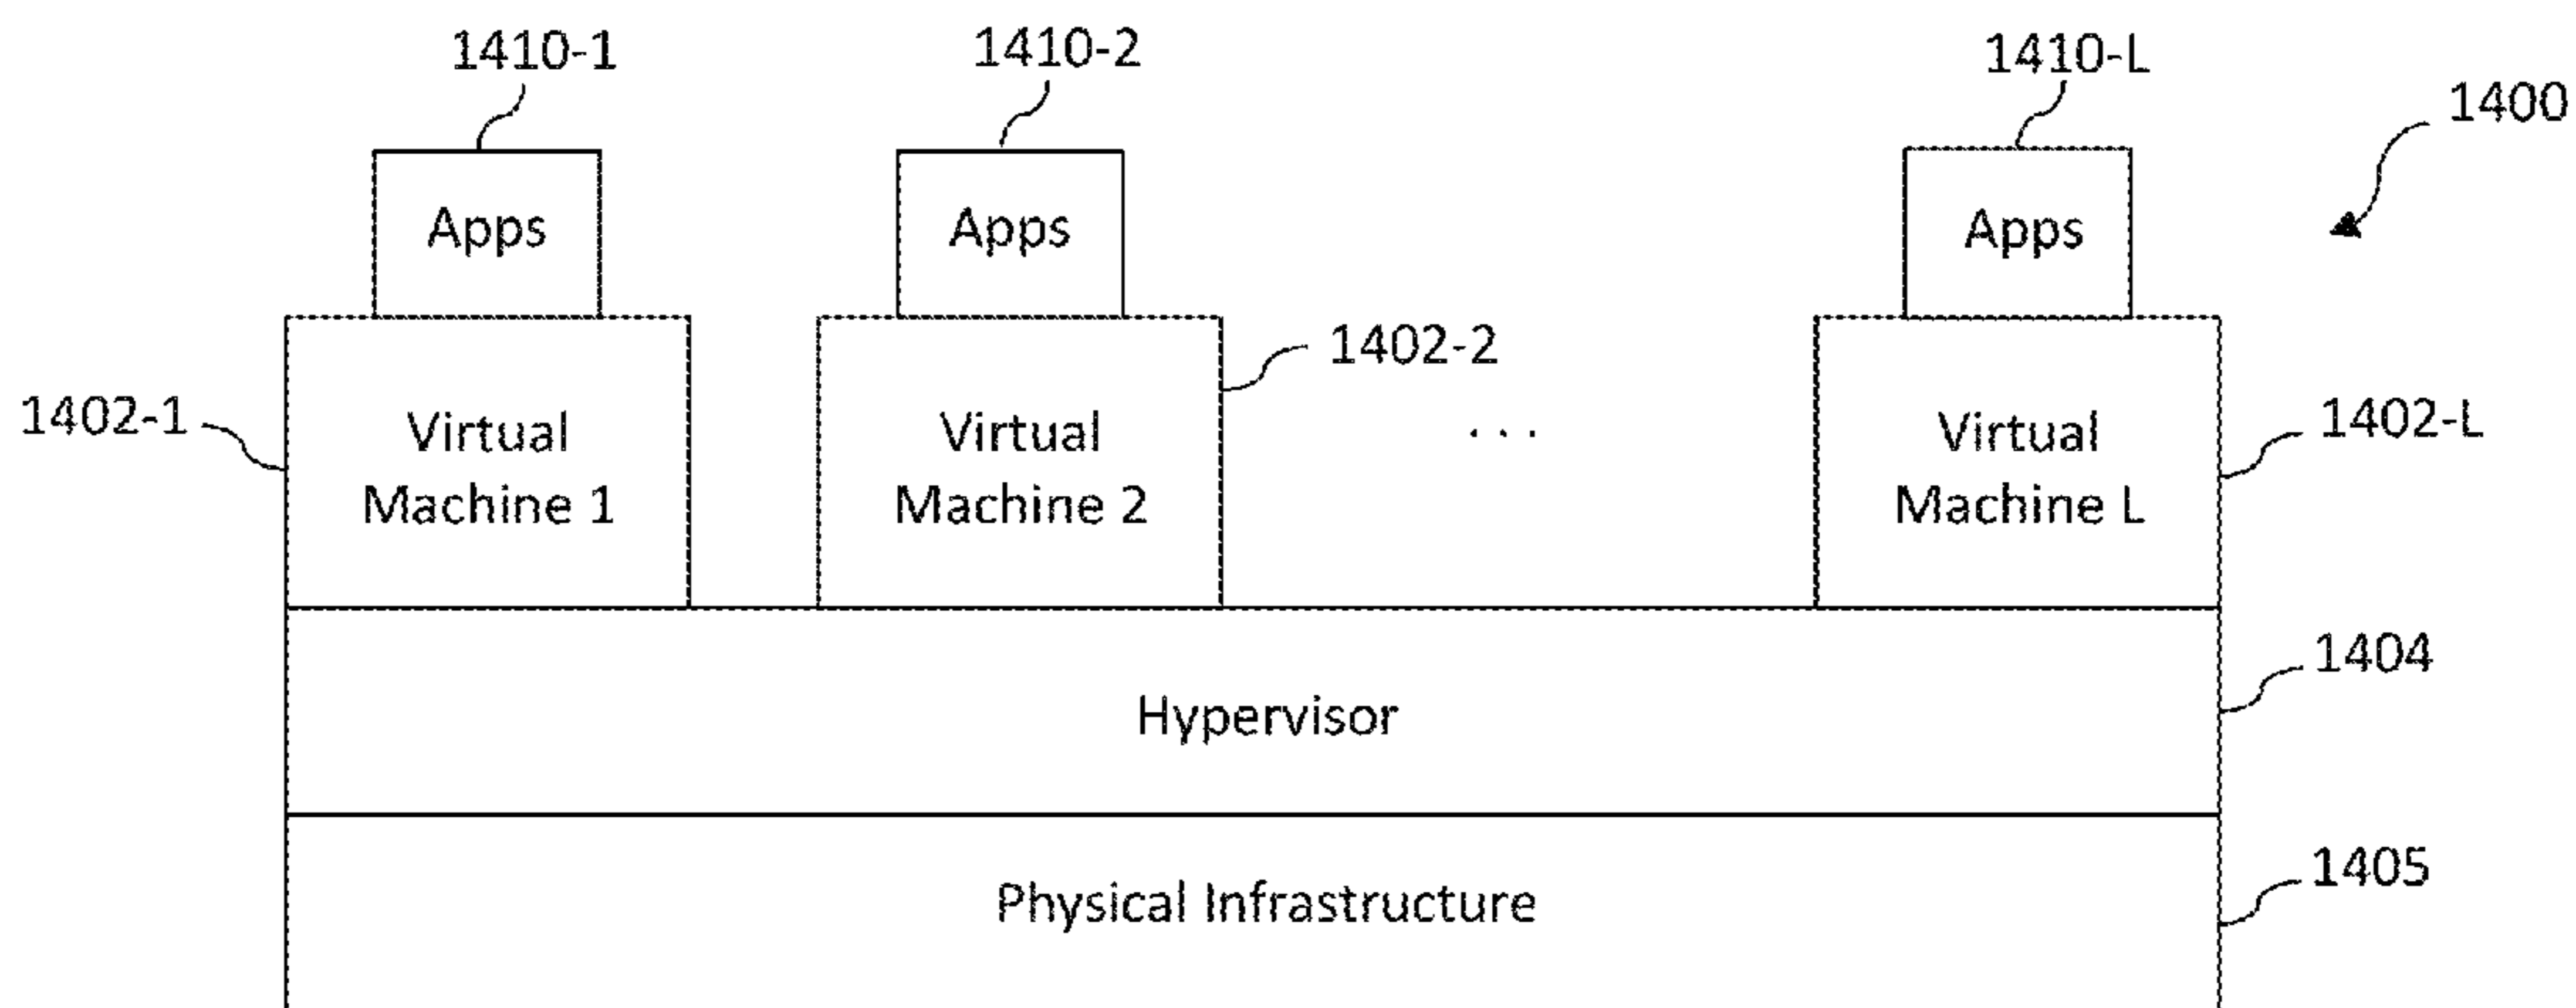 1410-1
1410-2
1410-L
1400
Apps
Apps
Apps
1402-2
1402-1
Virtual
Machine 1
Virtual
Machine 2
. . .
Virtual
Machine L
1402-L
1404
Hypervisor
1405
Physical Infrastructure